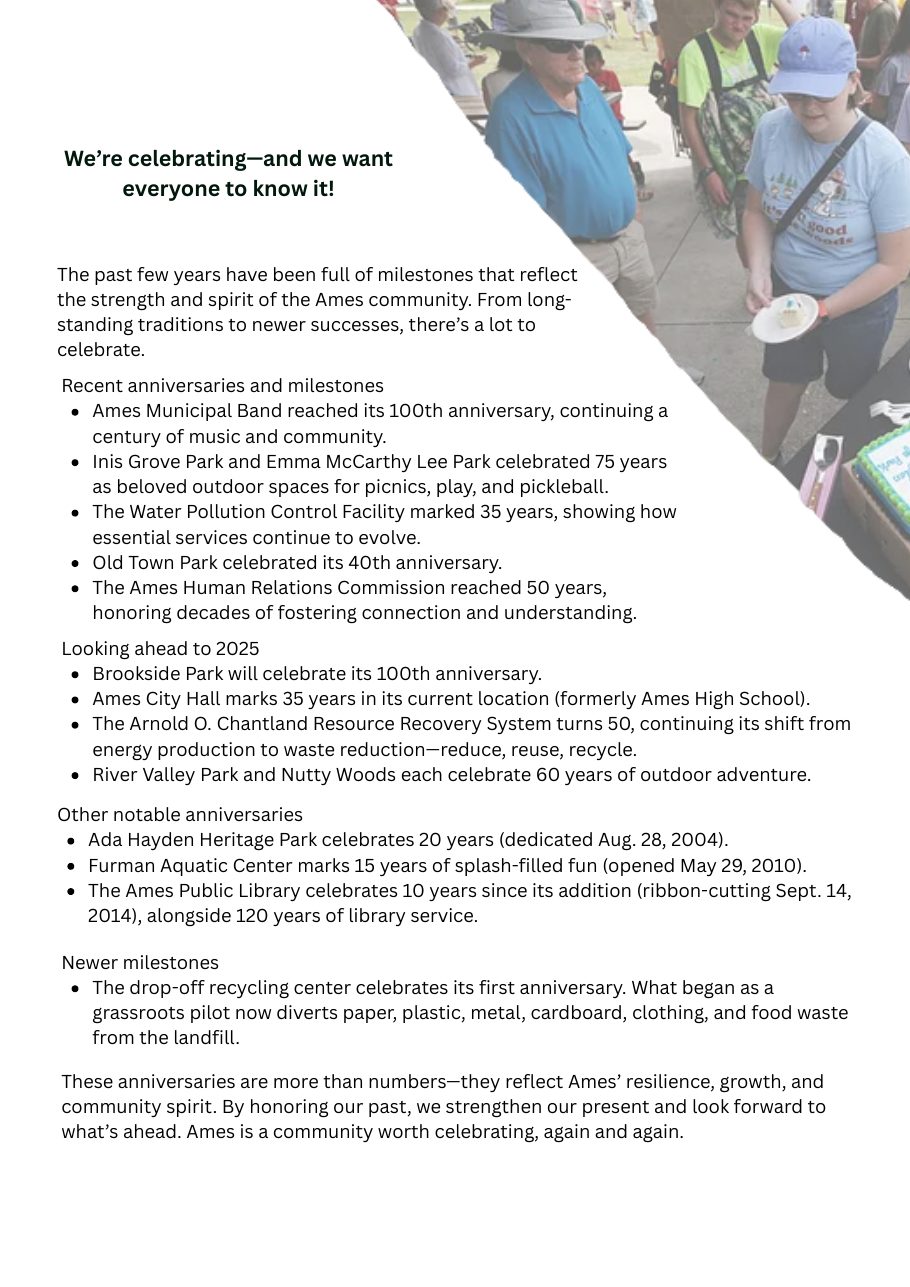 We’re celebrating—and we want
everyone to know it!
The past few years have been full of milestones that reflect
the strength and spirit of the Ames community. From long-
standing traditions to newer successes, there’s a lot to
celebrate.
Recent anniversaries and milestones
• Ames Municipal Band reached its 100th anniversary, continuing a
century of music and community.
• Inis Grove Park and Emma McCarthy Lee Park celebrated 75 years
as beloved outdoor spaces for picnics, play, and pickleball.
• The Water Pollution Control Facility marked 35 years, showing how
essential services continue to evolve.
• Old Town Park celebrated its 40th anniversary.
• The Ames Human Relations Commission reached 50 years,
honoring decades of fostering connection and understanding.
Looking ahead to 2025
• Brookside Park will celebrate its 100th anniversary.
• Ames City Hall marks 35 years in its current location (formerly Ames High School).
• The Arnold O. Chantland Resource Recovery System turns 50, continuing its shift from
energy production to waste reduction—reduce, reuse, recycle.
• River Valley Park and Nutty Woods each celebrate 60 years of outdoor adventure.
Other notable anniversaries
• Ada Hayden Heritage Park celebrates 20 years (dedicated Aug. 28, 2004).
• Furman Aquatic Center marks 15 years of splash-filled fun (opened May 29, 2010).
• The Ames Public Library celebrates 10 years since its addition (ribbon-cutting Sept. 14,
2014), alongside 120 years of library service.
Newer milestones
• The drop-off recycling center celebrates its first anniversary. What began as a
grassroots pilot now diverts paper, plastic, metal, cardboard, clothing, and food waste
from the landfill.
These anniversaries are more than numbers—they reflect Ames’ resilience, growth, and
community spirit. By honoring our past, we strengthen our present and look forward to
what’s ahead. Ames is a community worth celebrating, again and again.
good
woods